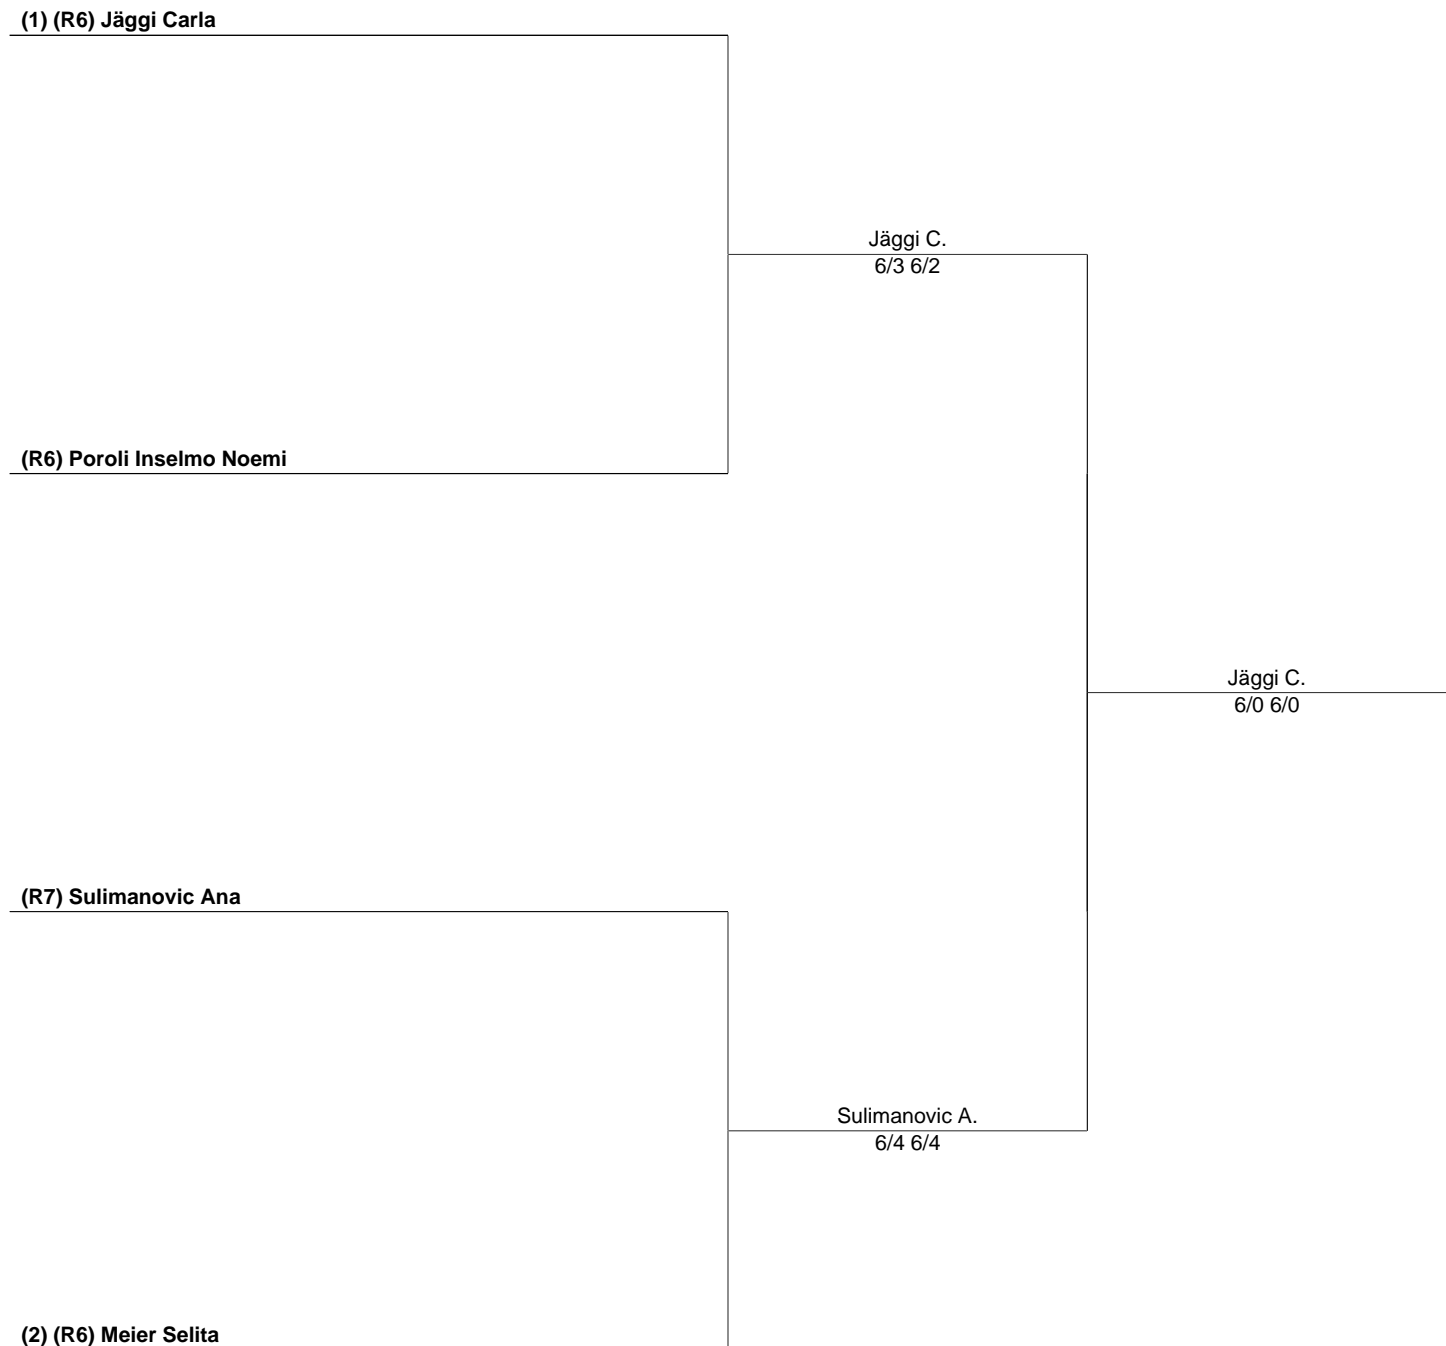 (1) (R6) Jäggi Carla
Jäggi C.
6/3 6/2
(R6) Poroli Inselmo Noemi
Jäggi C.
6/0 6/0
(R7) Sulimanovic Ana
Sulimanovic A.
6/4 6/4
(2) (R6) Meier Selita